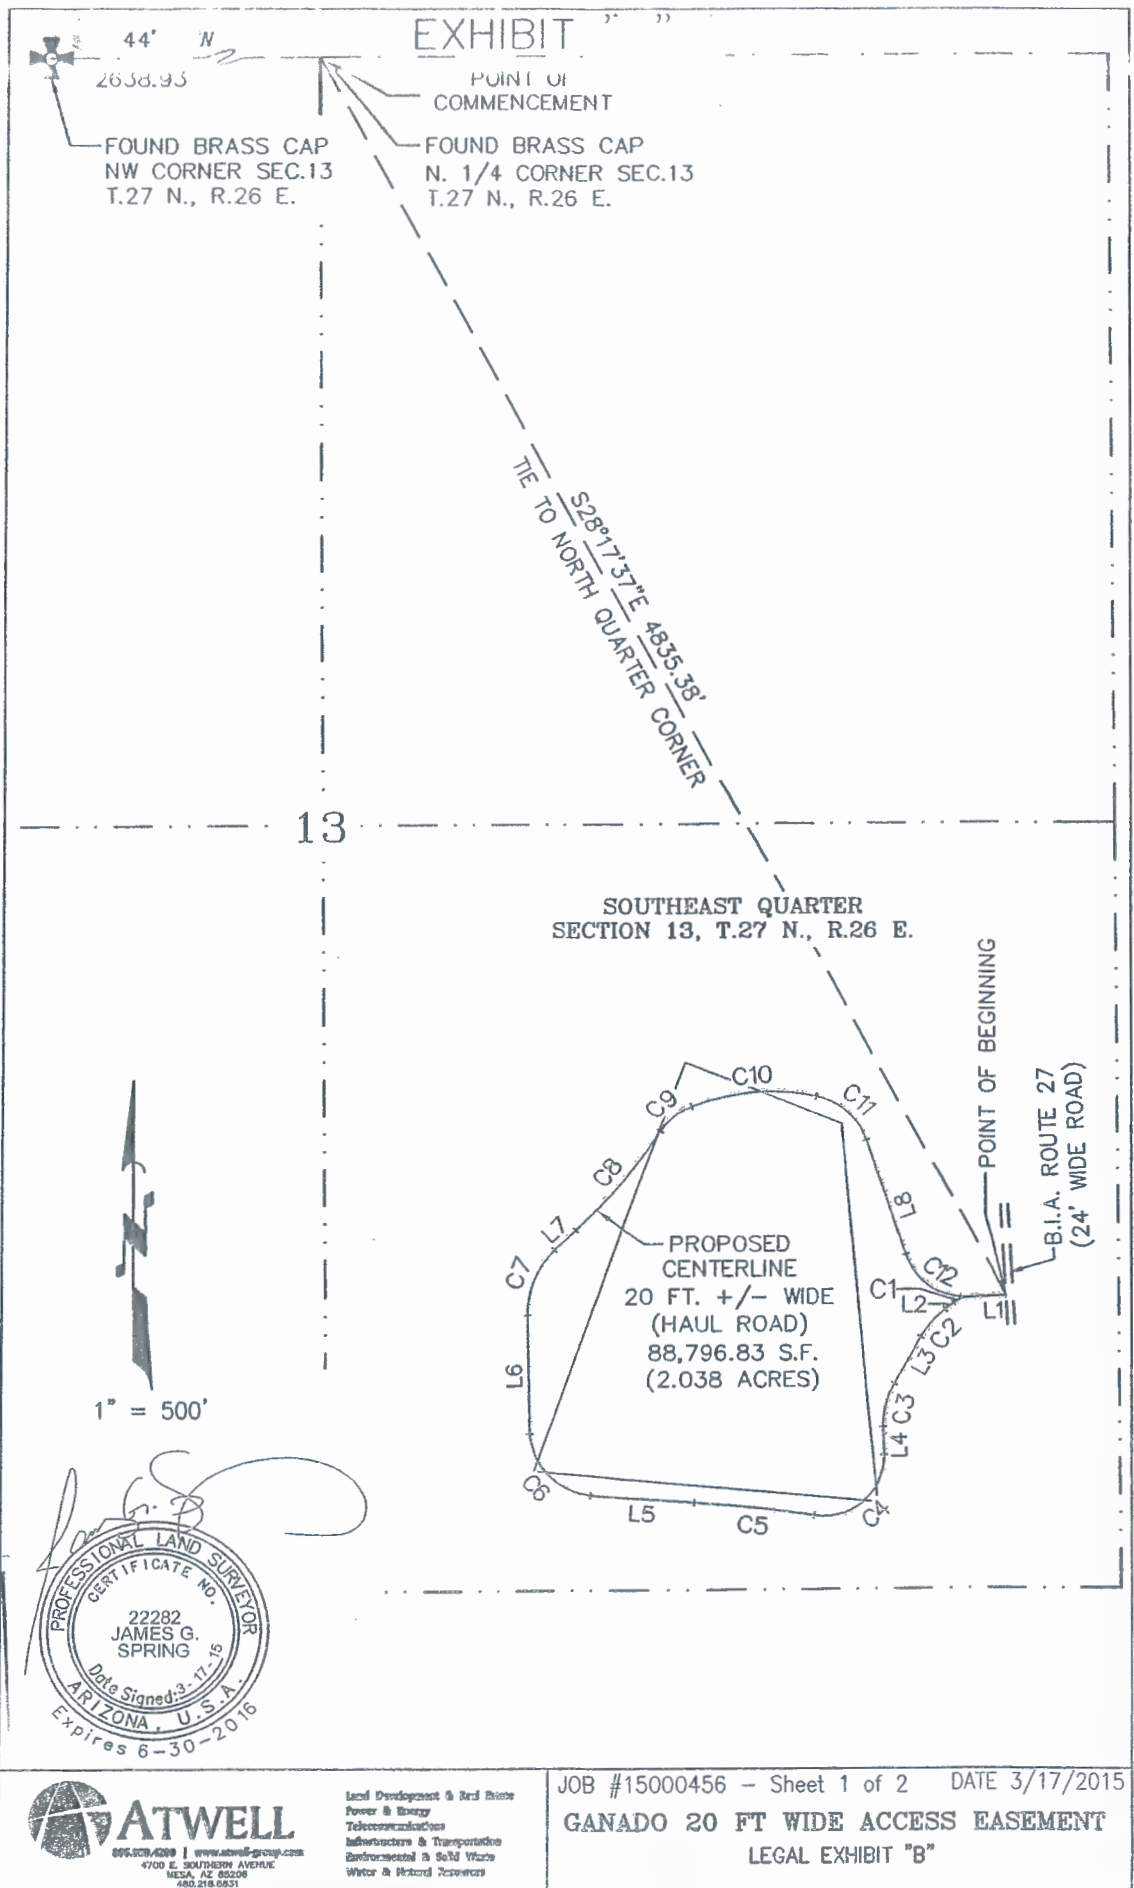 EXHIBIT " "
44' N
2638.93
POINT OF
COMMENCEMENT
FOUND BRASS CAP
NW CORNER SEC.13
T.27 N., R.26 E.
FOUND BRASS CAP
N. 1/4 CORNER SEC.13
T.27 N., R.26 E.
S28°17'37"E 4835.38'
TIE TO NORTH QUARTER CORNER
13
SOUTHEAST QUARTER
SECTION 13, T.27 N., R.26 E.
POINT OF BEGINNING
B.I.A. ROUTE 27
(24' WIDE ROAD)
C10
C9
C11
C8
L8
L7
C7
C12
C1
L2
L1
C2
L3
C3
L4
L6
C6
L5
C5
C4
PROPOSED
CENTERLINE
20 FT. +/- WIDE
(HAUL ROAD)
88,796.83 S.F.
(2.038 ACRES)
N
1" = 500'
PROFESSIONAL LAND SURVEYOR
CERTIFICATE NO.
22282
JAMES G.
SPRING
Date Signed:3-17-15
ARIZONA, U.S.A.
Expires 6-30-2016
ATWELL
www.atwell-group.com
4700 E. SOUTHERN AVENUE
MESA, AZ 85206
480.218.8831
Land Development & Real Estate
Power & Energy
Telecommunications
Infrastructure & Transportation
Environmental & Solid Waste
Water & Natural Resources
JOB #15000456 - Sheet 1 of 2 DATE 3/17/2015
GANADO 20 FT WIDE ACCESS EASEMENT
LEGAL EXHIBIT "B"